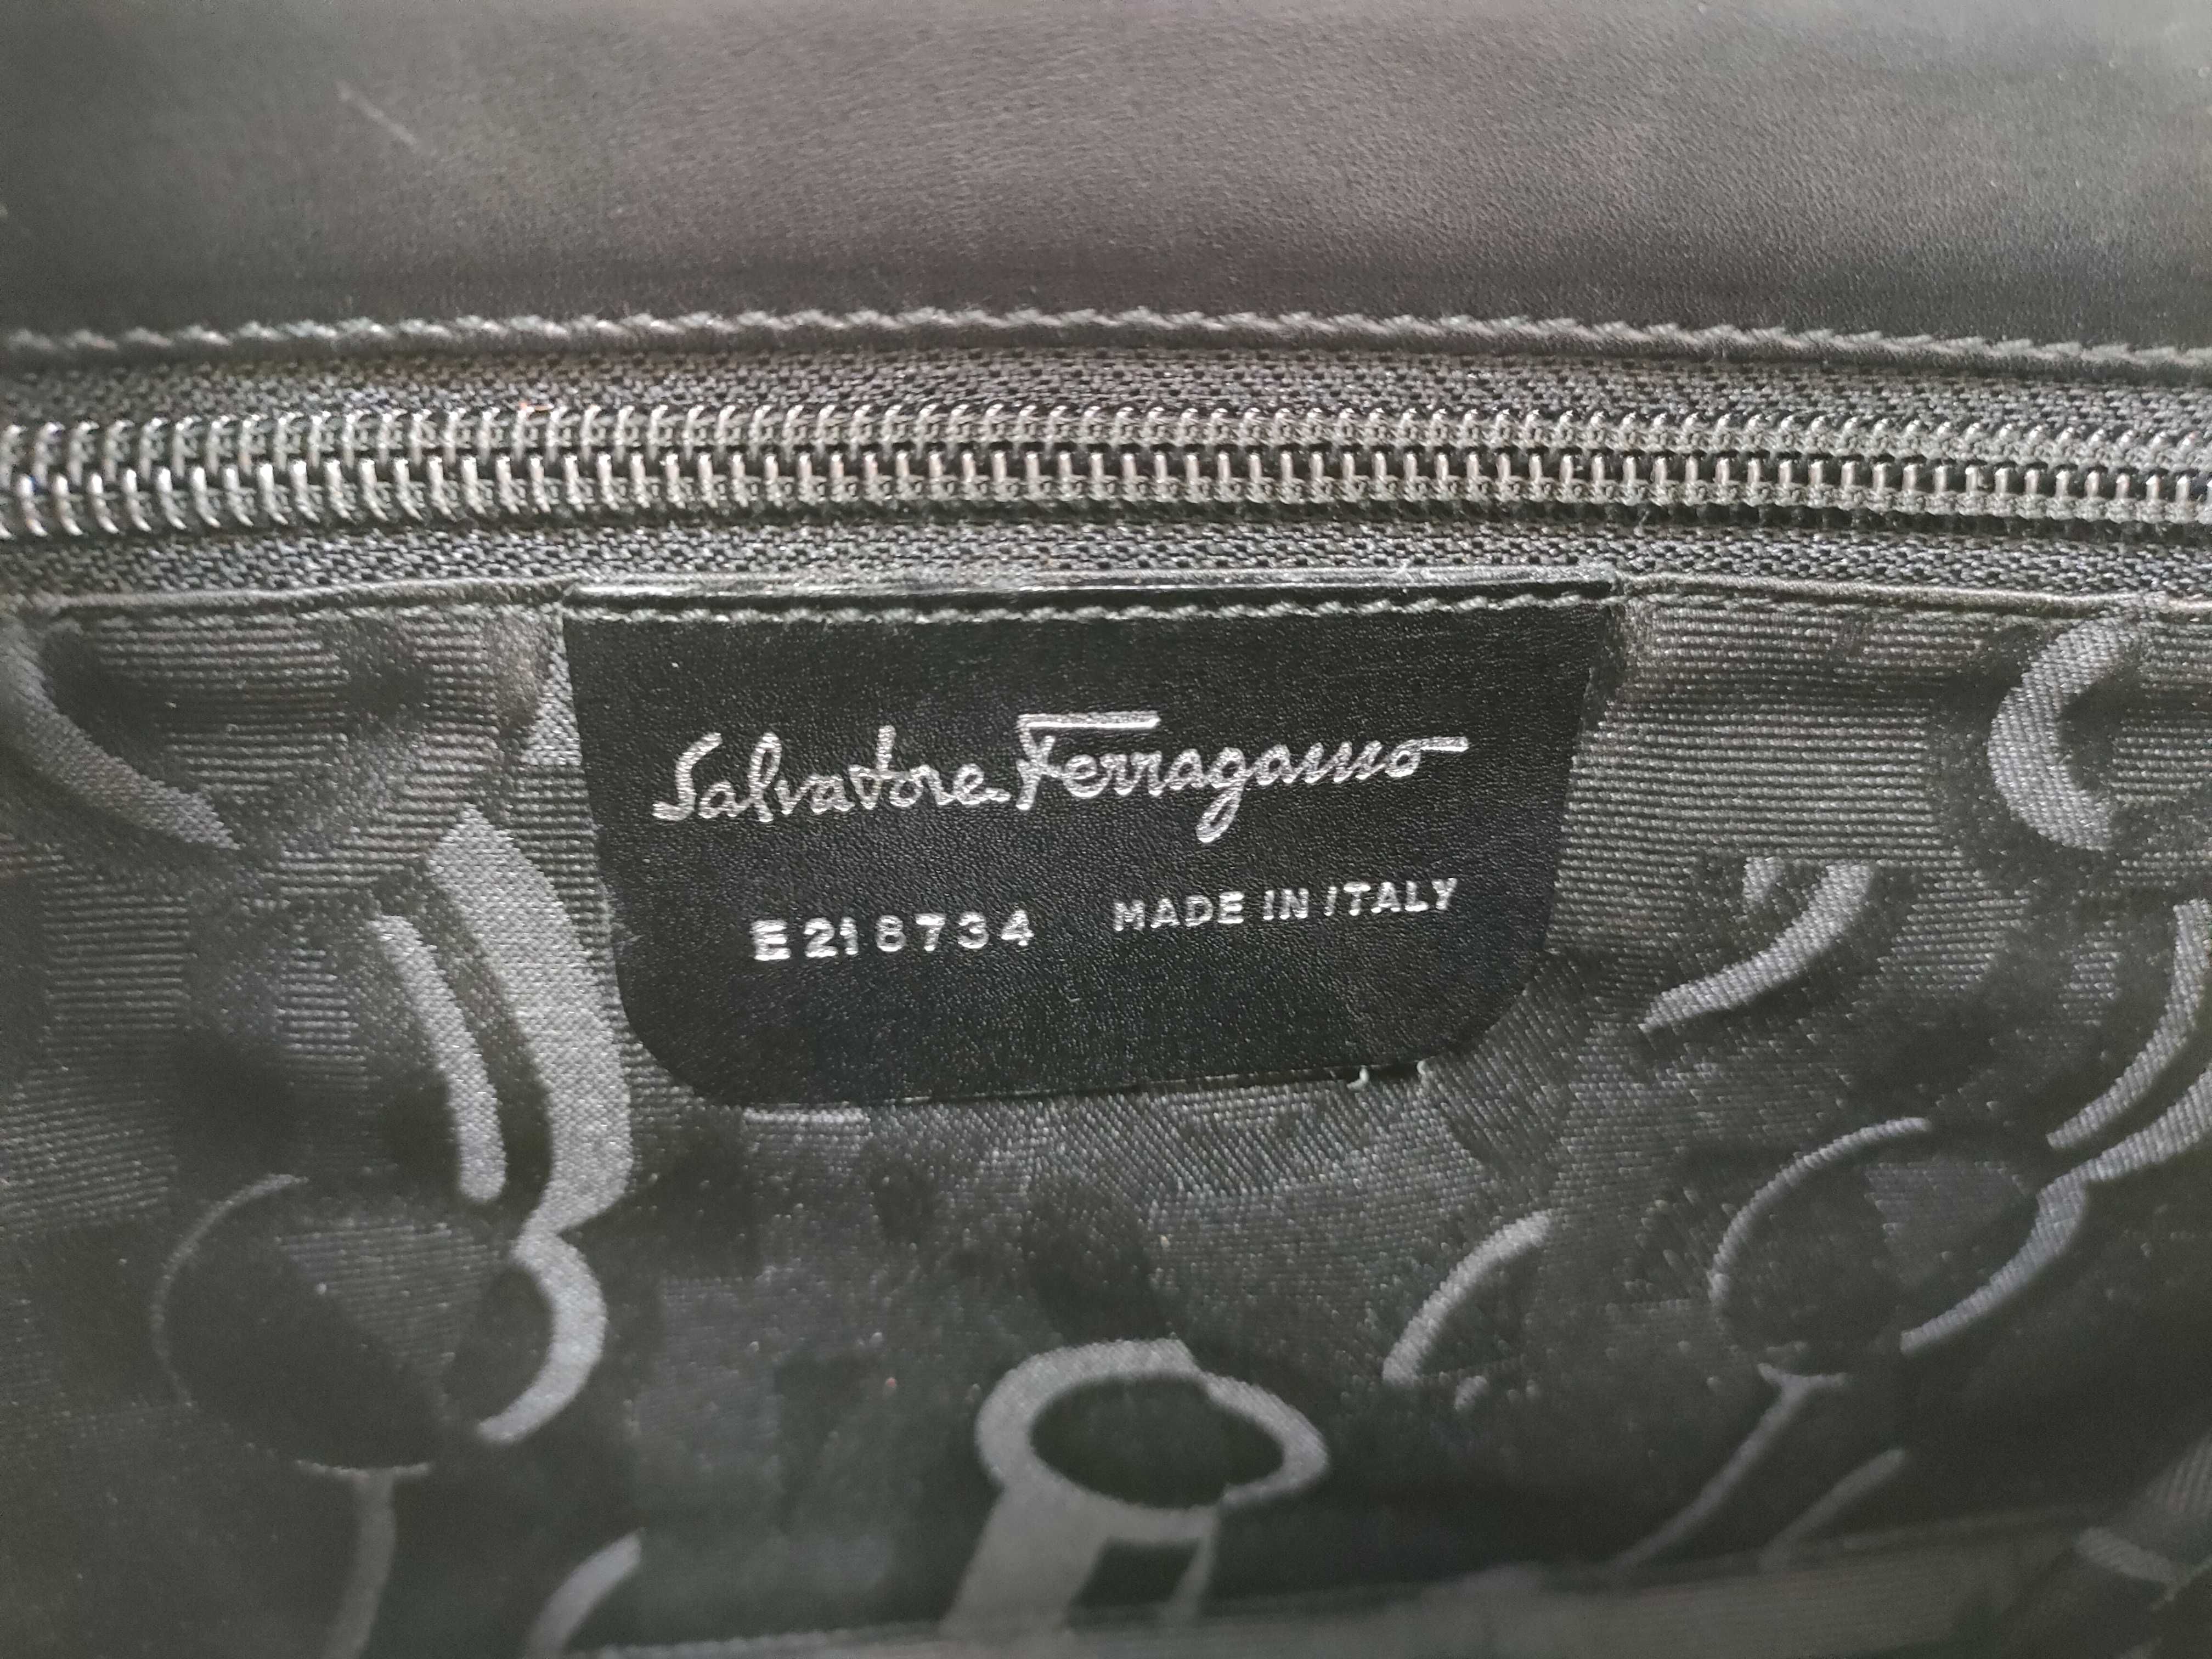 Salvatore Ferragamo
E218734 MADE IN ITALY